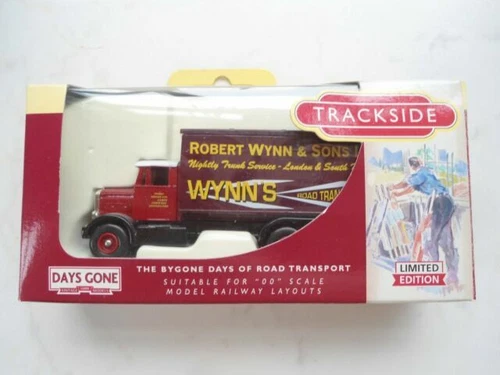 TRACKSIDE
ROBERT WYNN & SONS
Nightly Trunk Service - London & South
WYNN'S
ROAD TRAN
DAYS GONE
THE BYGONE DAYS OF ROAD TRANSPORT
SUITABLE FOR "00" SCALE
MODEL RAILWAY LAYOUTS
LIMITED
EDITION